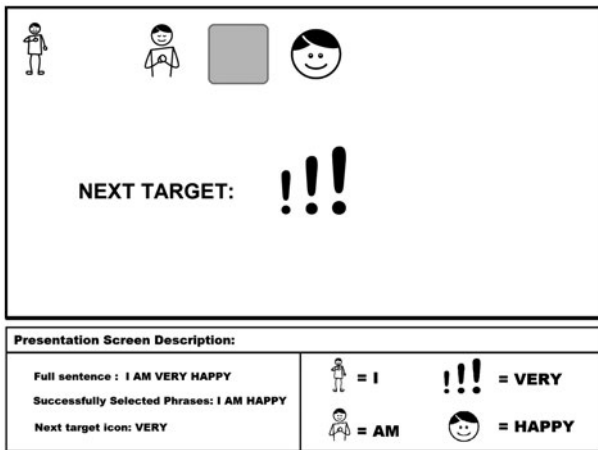 NEXT TARGET:
Presentation Screen Description:
Full sentence : I AM VERY HAPPY
Successfully Selected Phrases: I AM HAPPY
Next target icon: VERY
= I
= VERY
= AM
= HAPPY